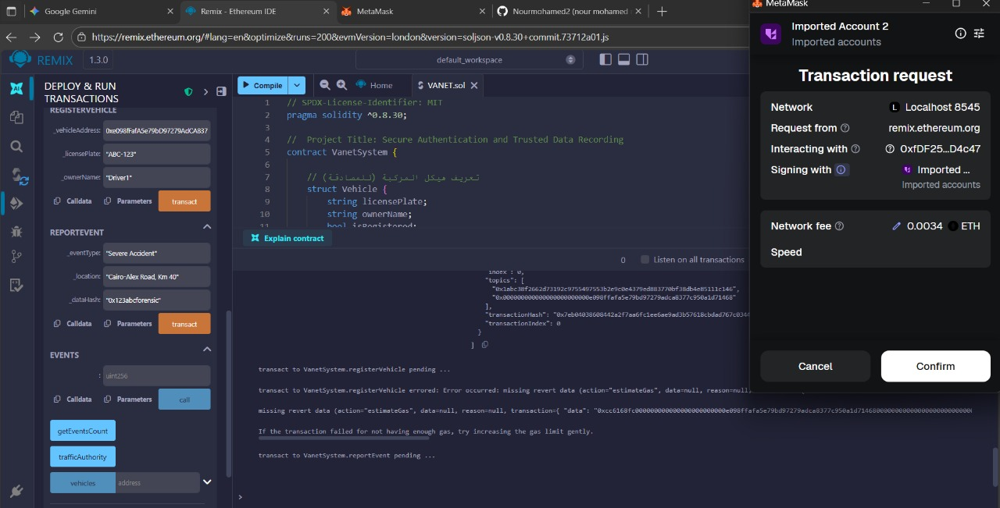 Google Gemini
Remix - Ethereum IDE
MetaMask
Nourmohamed2 (nour mohamed
https://remix.ethereum.org/#lang=en&optimize&runs=200&evmVersion=london&version=soljson-v0.8.30+commit.73712a01.js
REMIX 1.3.0
default_workspace
DEPLOY & RUN
TRANSACTIONS
REGISTERVEHICLE
_vehicleAddress: 0xe098fFafA5e79bD97279AdCA837
_licensePlate: "ABC-123"
_ownerName: "Driver1"
Calldata Parameters transact
REPORTEVENT
_eventType: "Severe Accident"
_location: "Cairo-Alex Road, Km 40"
_dataHash: "0x123abcforensic"
Calldata Parameters transact
EVENTS
: uint256
Calldata Parameters call
getEventsCount
trafficAuthority
vehicles address
Compile
Home
VANET.sol
1 // SPDX-License-Identifier: MIT
2 pragma solidity ^0.8.30;
3
4 // Project Title: Secure Authentication and Trusted Data Recording
5 contract VanetSystem {
6
7 // تعريف هيكل المركبة (للمصادقة)
8 struct Vehicle {
9 string licensePlate;
10 string ownerName;
11 bool isRegistered;
Explain contract
0 Listen on all transactions
"index": 0,
"topics": [
"0x1abc38f2662d73192c9755497553b2e9c0e4379ed883770bf38db4e85111c146",
"0x000000000000000000000000e098ffafa5e79bd97279adca8377c950a1d71468"
],
"transactionHash": "0x7eb04038608442a2f7aa6fc1ee6ae9ad3b57618cbdad767c0344
"transactionIndex": 0
}
]
transact to VanetSystem.registerVehicle pending ...
transact to VanetSystem.registerVehicle errored: Error occurred: missing revert data (action="estimateGas", data=null, reason=null,
missing revert data (action="estimateGas", data=null, reason=null, transaction={ "data": "0xcc6168fc000000000000000000000000e098ffafa5e79bd97279adca8377c950a1d71468
If the transaction failed for not having enough gas, try increasing the gas limit gently.
transact to VanetSystem.reportEvent pending ...
>
MetaMask
Imported Account 2
Imported accounts
Transaction request
Network L Localhost 8545
Request from remix.ethereum.org
Interacting with 0xfDF25...D4c47
Signing with Imported ...
Imported accounts
Network fee 0.0034 ETH
Speed
Cancel
Confirm